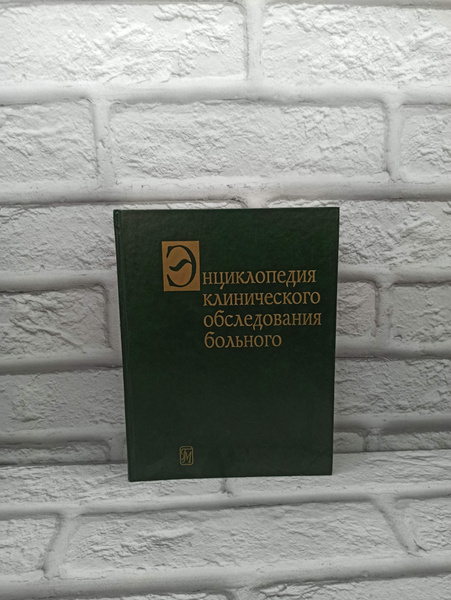 Энциклопедия
клинического
обследования
больного
М